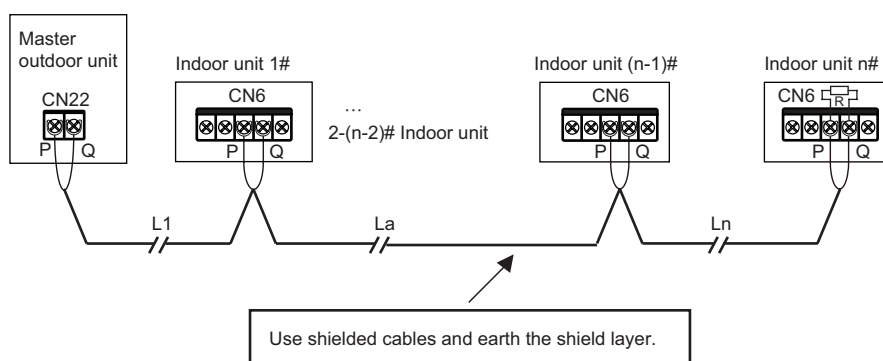 Master
outdoor unit
CN22
P Q
Indoor unit 1#
CN6
P Q
...
2-(n-2)# Indoor unit
Indoor unit (n-1)#
CN6
P Q
Indoor unit n#
CN6
R
P Q
L1
La
Ln
Use shielded cables and earth the shield layer.